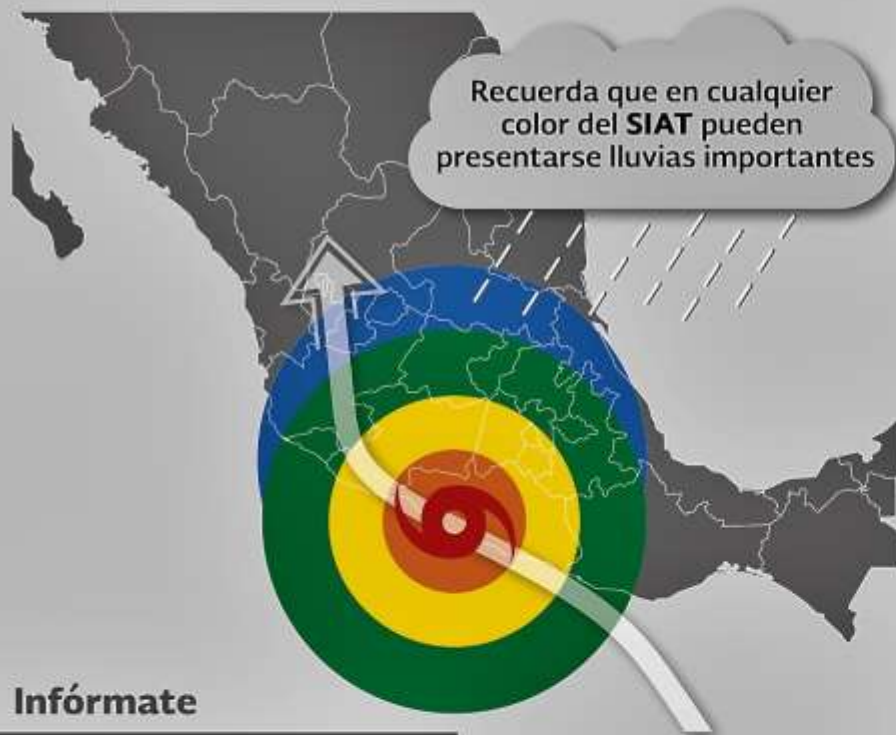 Recuerda que en cualquier
color del SIAT pueden
presentarse lluvias importantes
Infórmate